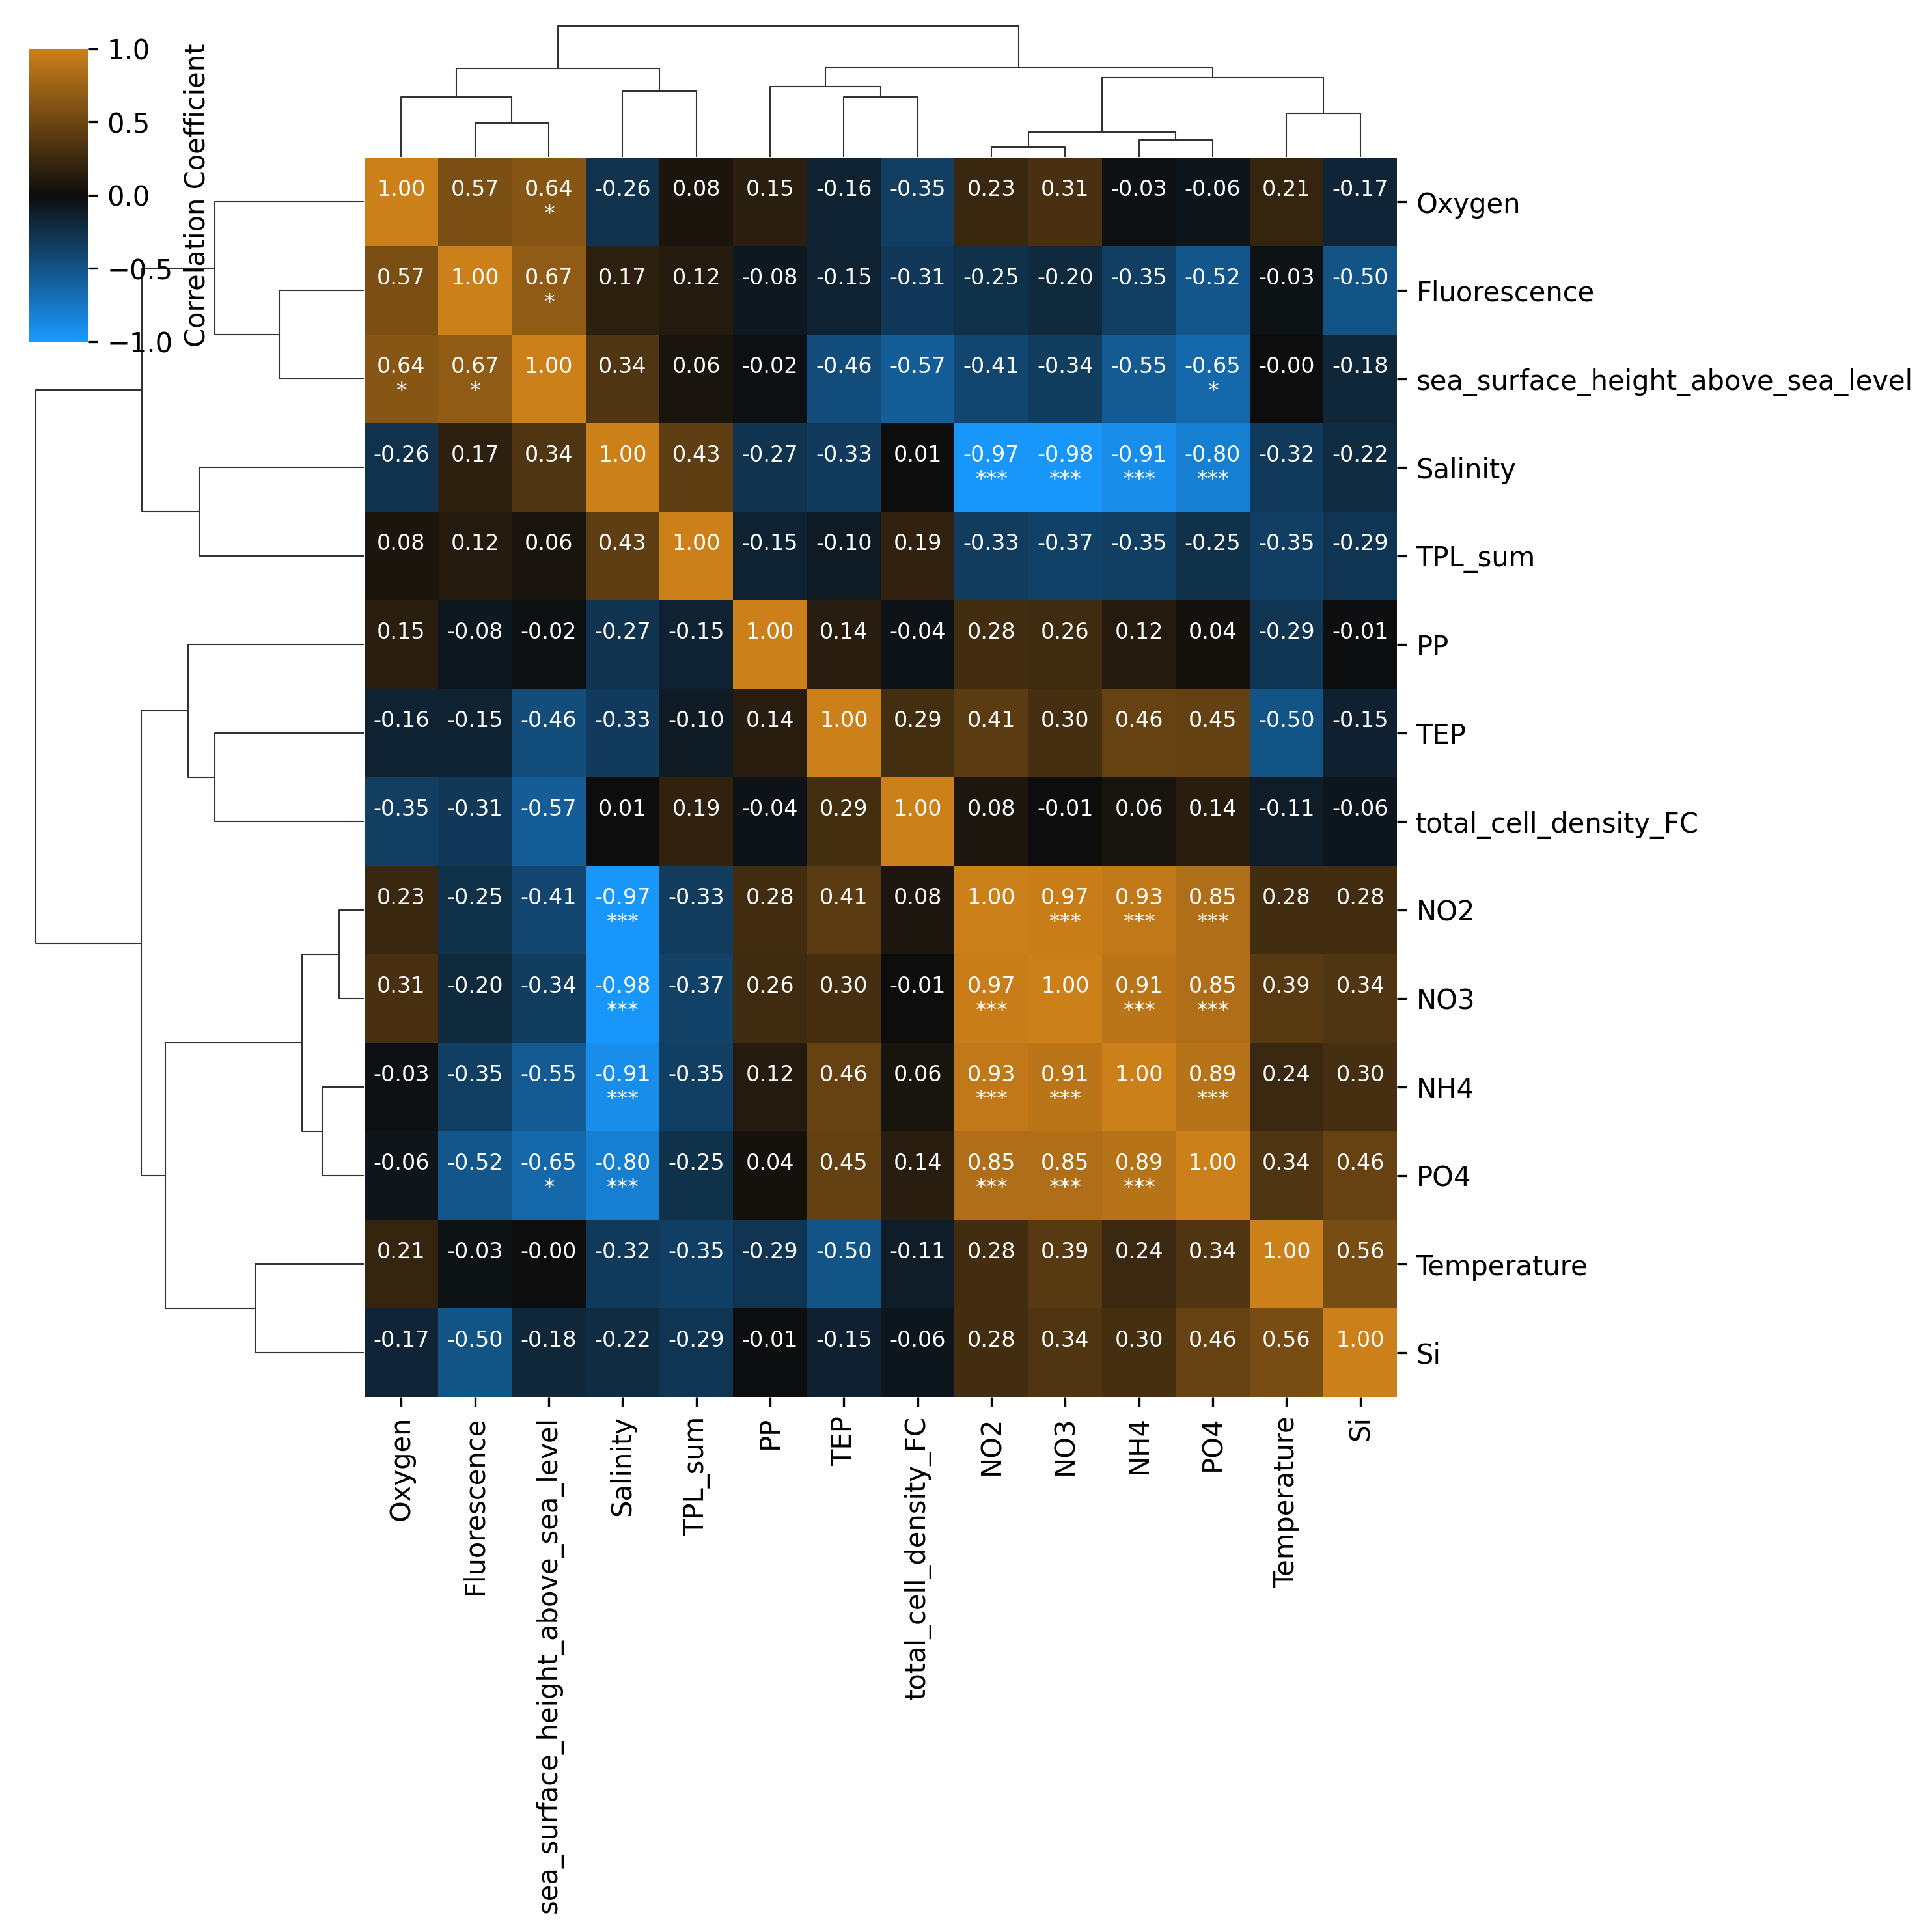 1.0
0.5
0.0
−0.5
−1.0
Correlation Coefficient
1.00 0.57 0.64 -0.26 0.08 0.15 -0.16 -0.35 0.23 0.31 -0.03 -0.06 0.21 -0.17 Oxygen
*
0.57 1.00 0.67 0.17 0.12 -0.08 -0.15 -0.31 -0.25 -0.20 -0.35 -0.52 -0.03 -0.50 Fluorescence
*
0.64 0.67 1.00 0.34 0.06 -0.02 -0.46 -0.57 -0.41 -0.34 -0.55 -0.65 -0.00 -0.18 sea_surface_height_above_sea_level
* * *
-0.26 0.17 0.34 1.00 0.43 -0.27 -0.33 0.01 -0.97 -0.98 -0.91 -0.80 -0.32 -0.22 Salinity
*** *** *** ***
0.08 0.12 0.06 0.43 1.00 -0.15 -0.10 0.19 -0.33 -0.37 -0.35 -0.25 -0.35 -0.29 TPL_sum
0.15 -0.08 -0.02 -0.27 -0.15 1.00 0.14 -0.04 0.28 0.26 0.12 0.04 -0.29 -0.01 PP
-0.16 -0.15 -0.46 -0.33 -0.10 0.14 1.00 0.29 0.41 0.30 0.46 0.45 -0.50 -0.15 TEP
-0.35 -0.31 -0.57 0.01 0.19 -0.04 0.29 1.00 0.08 -0.01 0.06 0.14 -0.11 -0.06 total_cell_density_FC
0.23 -0.25 -0.41 -0.97 -0.33 0.28 0.41 0.08 1.00 0.97 0.93 0.85 0.28 0.28 NO2
*** *** *** ***
0.31 -0.20 -0.34 -0.98 -0.37 0.26 0.30 -0.01 0.97 1.00 0.91 0.85 0.39 0.34 NO3
*** *** *** ***
-0.03 -0.35 -0.55 -0.91 -0.35 0.12 0.46 0.06 0.93 0.91 1.00 0.89 0.24 0.30 NH4
*** *** *** ***
-0.06 -0.52 -0.65 -0.80 -0.25 0.04 0.45 0.14 0.85 0.85 0.89 1.00 0.34 0.46 PO4
* *** *** *** ***
0.21 -0.03 -0.00 -0.32 -0.35 -0.29 -0.50 -0.11 0.28 0.39 0.24 0.34 1.00 0.56 Temperature
-0.17 -0.50 -0.18 -0.22 -0.29 -0.01 -0.15 -0.06 0.28 0.34 0.30 0.46 0.56 1.00 Si
Oxygen
Fluorescence
sea_surface_height_above_sea_level
Salinity
TPL_sum
PP
TEP
total_cell_density_FC
NO2
NO3
NH4
PO4
Temperature
Si